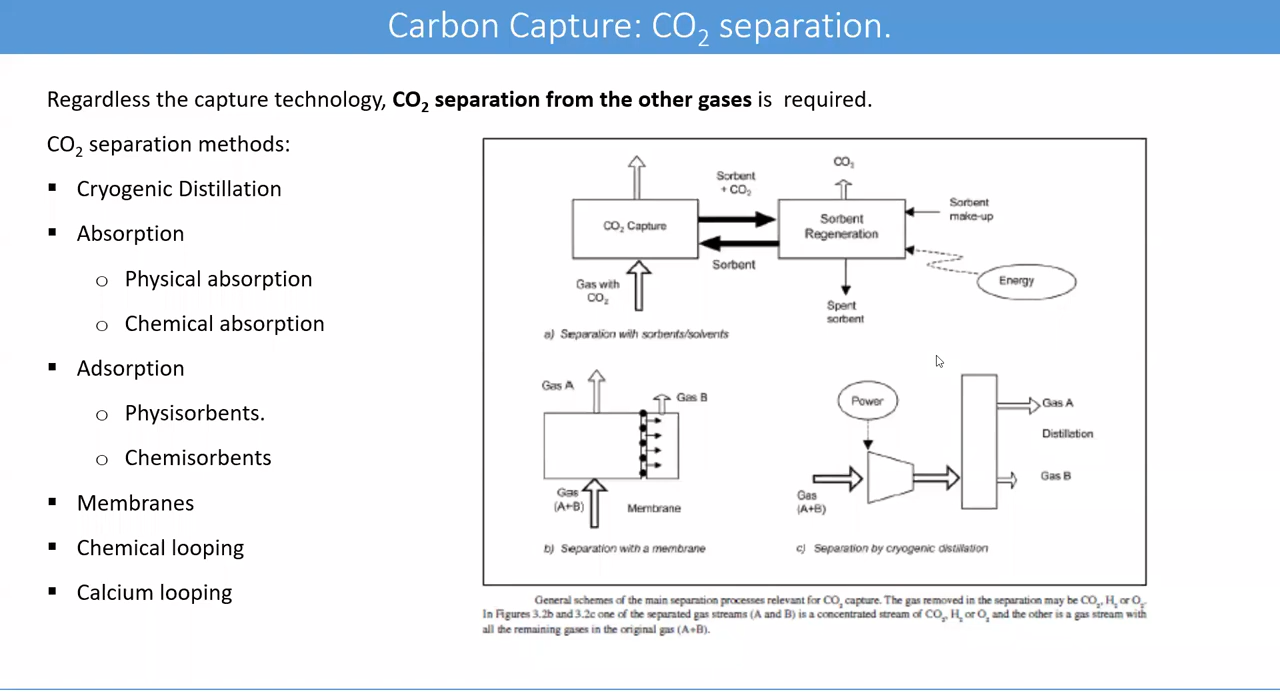 Carbon Capture: CO₂ separation.
Regardless the capture technology, CO₂ separation from the other gases is required.
CO₂ separation methods:
▪ Cryogenic Distillation
▪ Absorption
o Physical absorption
o Chemical absorption
▪ Adsorption
o Physisorbents.
o Chemisorbents
▪ Membranes
▪ Chemical looping
▪ Calcium looping
CO₂
Sorbent
+ CO₂
CO₂ Capture
Sorbent
Regeneration
Sorbent
make-up
Sorbent
Gas with
CO₂
Energy
Spent
sorbent
a) Separation with sorbents/solvents
Gas A
Gas B
Gas
(A+B)
Membrane
b) Separation with a membrane
Power
Gas A
Distillation
Gas B
Gas
(A+B)
c) Separation by cryogenic distillation
General schemes of the main separation processes relevant for CO₂ capture. The gas removed in the separation may be CO₂, H₂ or O₂.
In Figures 3.2b and 3.2c one of the separated gas streams (A and B) is a concentrated stream of CO₂, H₂ or O₂ and the other is a gas stream with
all the remaining gases in the original gas (A+B).